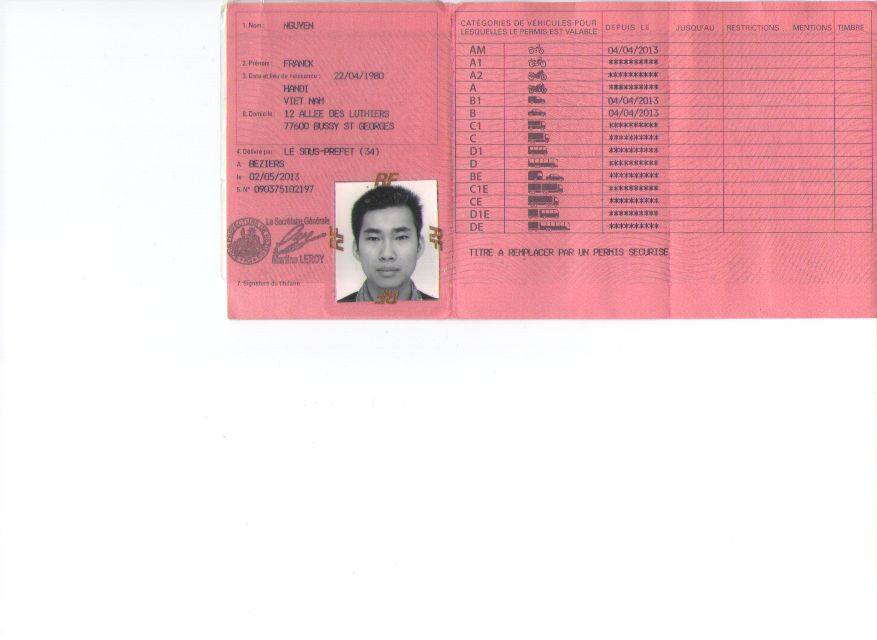 1. Nom : NGUYEN
2. Prénom : FRANCK
3. Date et lieu de naissance : 22/04/1980
HANOI
VIET NAM
8. Domicile 12 ALLEE DES LUTHIERS
77600 BUSSY ST GEORGES
4. Délivré par LE SOUS-PREFET (34)
A BEZIERS
le 02/05/2013
5. N° 090375102197
La Secrétaire Générale
Martine LEROY
7. Signature du titulaire
RF
RF
RF
RF
CATÉGORIES DE VÉHICULES POUR LESQUELLES LE PERMIS EST VALABLE DEPUIS LE JUSQU'AU RESTRICTIONS MENTIONS TIMBRE
AM 04/04/2013
A1 **********
A2 **********
A **********
B1 04/04/2013
B 04/04/2013
C1 **********
C **********
D1 **********
D **********
BE **********
C1E **********
CE **********
D1E **********
DE **********
TITRE A REMPLACER PAR UN PERMIS SECURISE